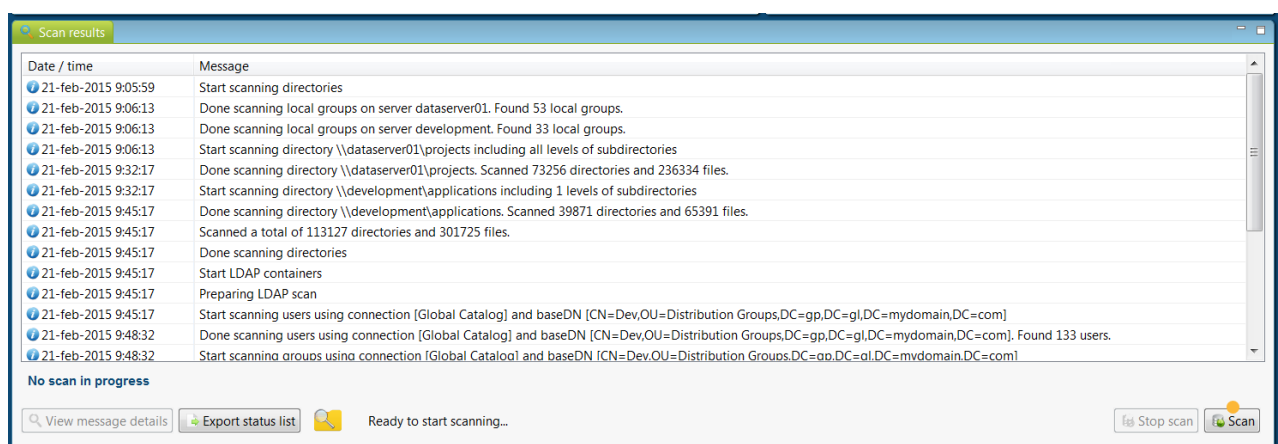 Scan results
Date / time Message
21-feb-2015 9:05:59 Start scanning directories
21-feb-2015 9:06:13 Done scanning local groups on server dataserver01. Found 53 local groups.
21-feb-2015 9:06:13 Done scanning local groups on server development. Found 33 local groups.
21-feb-2015 9:06:13 Start scanning directory \\dataserver01\projects including all levels of subdirectories
21-feb-2015 9:32:17 Done scanning directory \\dataserver01\projects. Scanned 73256 directories and 236334 files.
21-feb-2015 9:32:17 Start scanning directory \\development\applications including 1 levels of subdirectories
21-feb-2015 9:45:17 Done scanning directory \\development\applications. Scanned 39871 directories and 65391 files.
21-feb-2015 9:45:17 Scanned a total of 113127 directories and 301725 files.
21-feb-2015 9:45:17 Done scanning directories
21-feb-2015 9:45:17 Start LDAP containers
21-feb-2015 9:45:17 Preparing LDAP scan
21-feb-2015 9:45:17 Start scanning users using connection [Global Catalog] and baseDN [CN=Dev,OU=Distribution Groups,DC=gp,DC=gl,DC=mydomain,DC=com]
21-feb-2015 9:48:32 Done scanning users using connection [Global Catalog] and baseDN [CN=Dev,OU=Distribution Groups,DC=gp,DC=gl,DC=mydomain,DC=com]. Found 133 users.
21-feb-2015 9:48:32 Start scanning groups using connection [Global Catalog] and baseDN [CN=Dev,OU=Distribution Groups,DC=gp,DC=gl,DC=mydomain,DC=com]
No scan in progress
View message details Export status list Ready to start scanning... Stop scan Scan